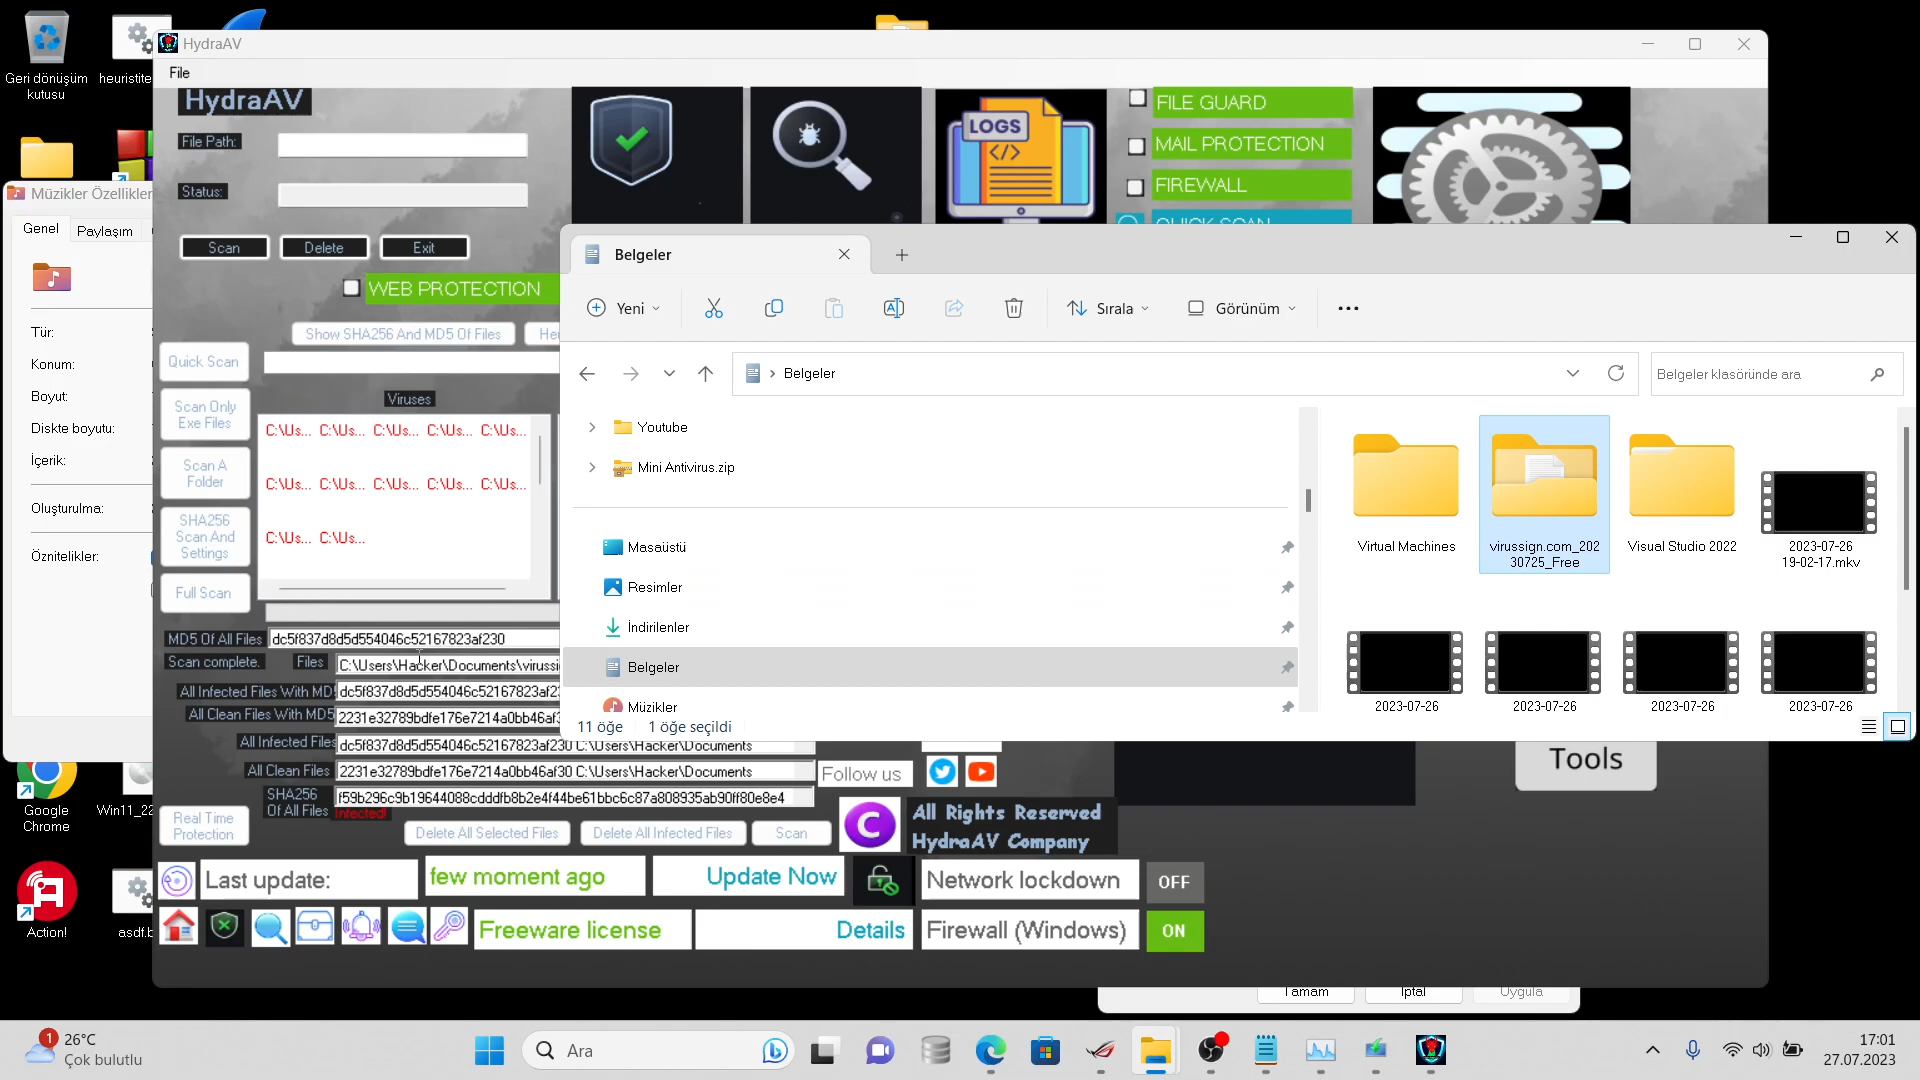 Geri dönüşüm
kutusu
heuristite
HydraAV
File
HydraAV
File Path:
Status:
Scan
Delete
Exit
WEB PROTECTION
Show SHA256 And MD5 Of Files
LOGS
FILE GUARD
MAIL PROTECTION
FIREWALL
QUICK SCAN
Müzikler Özellikler
Genel
Paylaşım
Tür:
Konum:
Boyut:
Diskte boyutu:
İçerik:
Oluşturulma:
Öznitelikler:
Quick Scan
Scan Only
Exe Files
Scan A
Folder
SHA256
Scan And
Settings
Full Scan
Viruses
C:\Us... C:\Us... C:\Us... C:\Us... C:\Us...
C:\Us... C:\Us... C:\Us... C:\Us... C:\Us...
C:\Us... C:\Us...
Belgeler
Yeni
Sırala
Görünüm
Belgeler
Belgeler klasöründe ara
Youtube
Mini Antivirus.zip
Masaüstü
Resimler
İndirilenler
Belgeler
Müzikler
11 öğe
1 öğe seçildi
Virtual Machines
virussign.com_202
30725_Free
Visual Studio 2022
2023-07-26
19-02-17.mkv
2023-07-26
2023-07-26
2023-07-26
2023-07-26
MD5 Of All Files
dc5f837d8d5d554046c52167823af230
Scan complete.
Files
C:\Users\Hacker\Documents\virussi
All Infected Files With MD5
dc5f837d8d5d554046c52167823af23
All Clean Files With MD5
2231e32789bdfe176e7214a0bb46af3
All Infected Files
dc5f837d8d5d554046c52167823af230 C:\Users\Hacker\Documents
All Clean Files
2231e32789bdfe176e7214a0bb46af30 C:\Users\Hacker\Documents
SHA256
Of All Files
f59b296c9b19644088cdddfb8b2e4f44be61bbc6c87a808935ab90ff80e8e4
Infected!
Real Time
Protection
Delete All Selected Files
Delete All Infected Files
Scan
Follow us
C
All Rights Reserved
HydraAV Company
Tools
Last update:
few moment ago
Update Now
Network lockdown
OFF
Freeware license
Details
Firewall (Windows)
ON
Google
Chrome
Win11_22
Action!
asdf.b
Tamam
İptal
Uygula
1
26°C
Çok bulutlu
Ara
17:01
27.07.2023